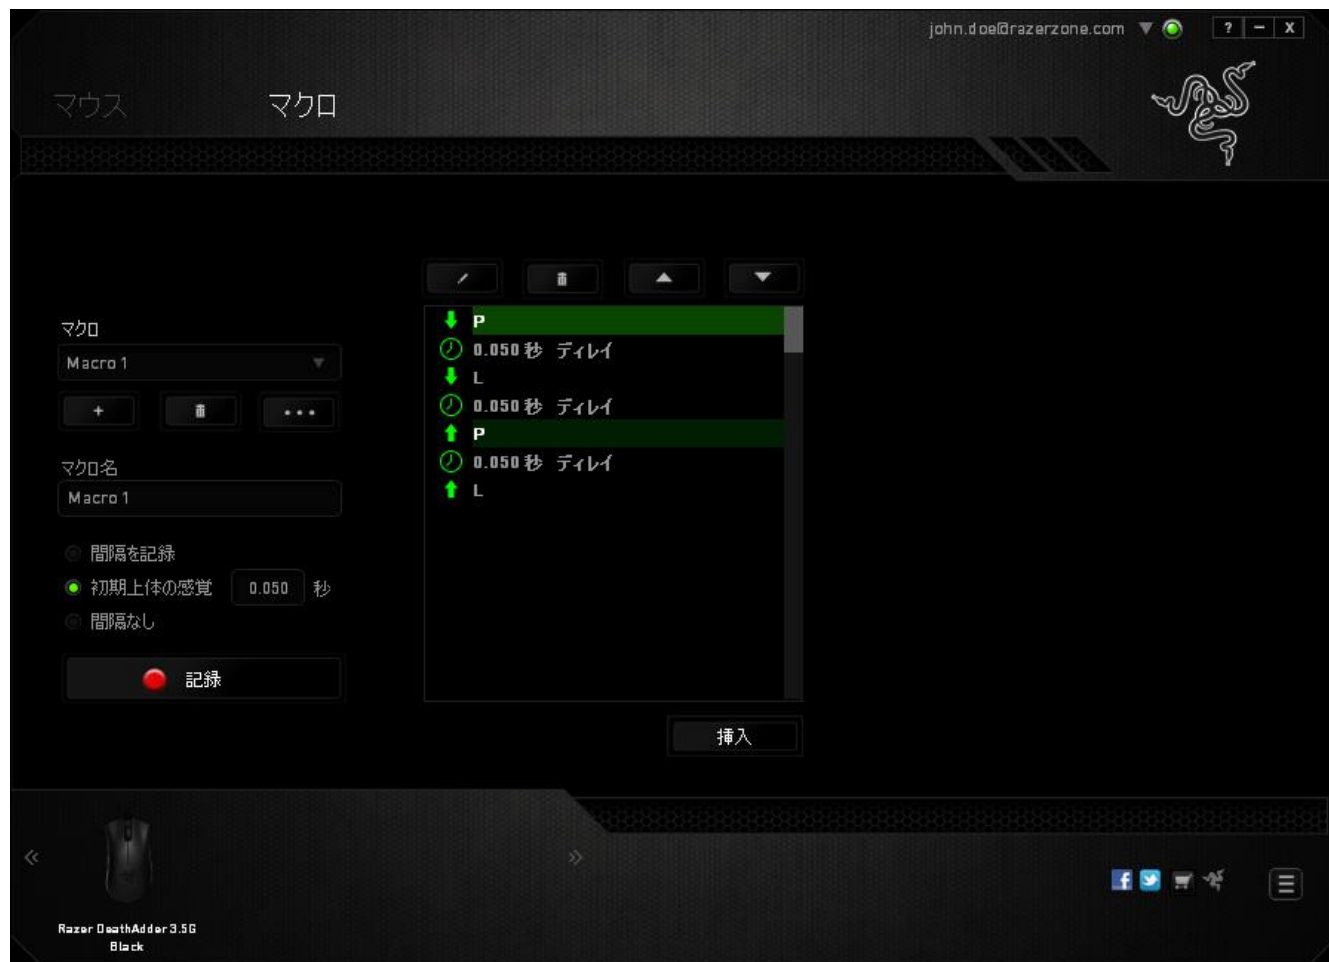 john.doe@razerzone.com
? - X
マウス
マクロ
P
マクロ
0.050 秒 ディレイ
Macro 1
L
+
...
0.050 秒 ディレイ
P
マクロ名
0.050 秒 ディレイ
Macro 1
L
間隔を記録
初期上体の感覚 0.050 秒
間隔なし
記録
挿入
Razer DeathAdder 3.5G
Black